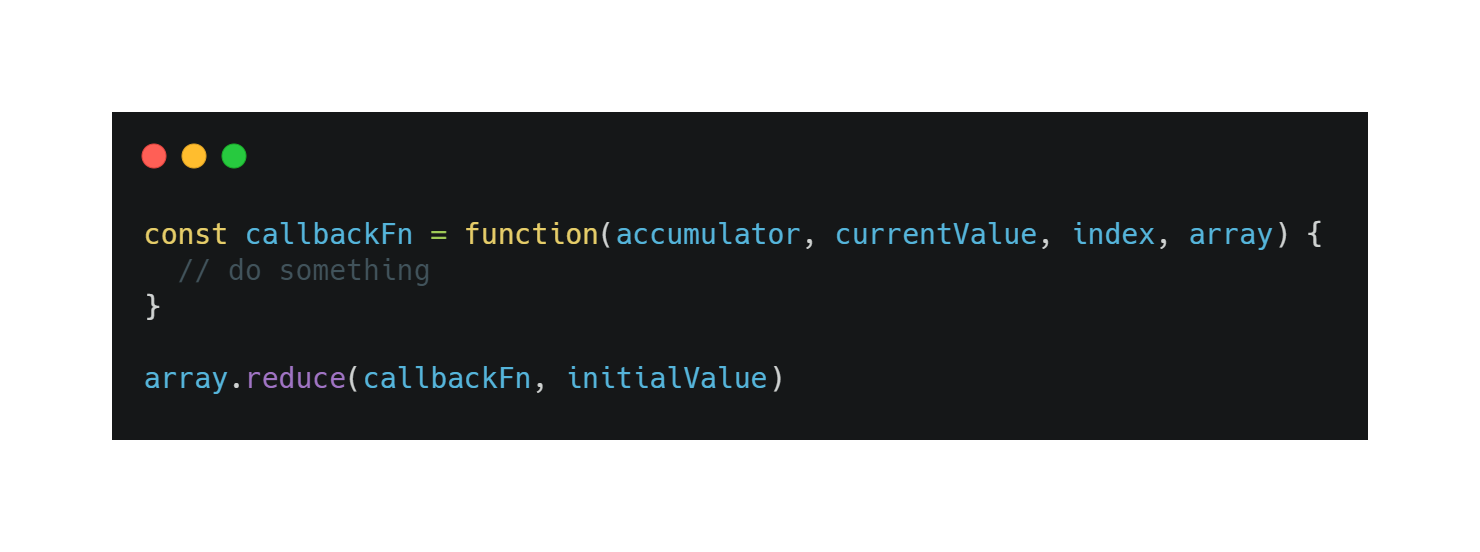 const callbackFn = function(accumulator, currentValue, index, array) {
  // do something
}
array.reduce(callbackFn, initialValue)